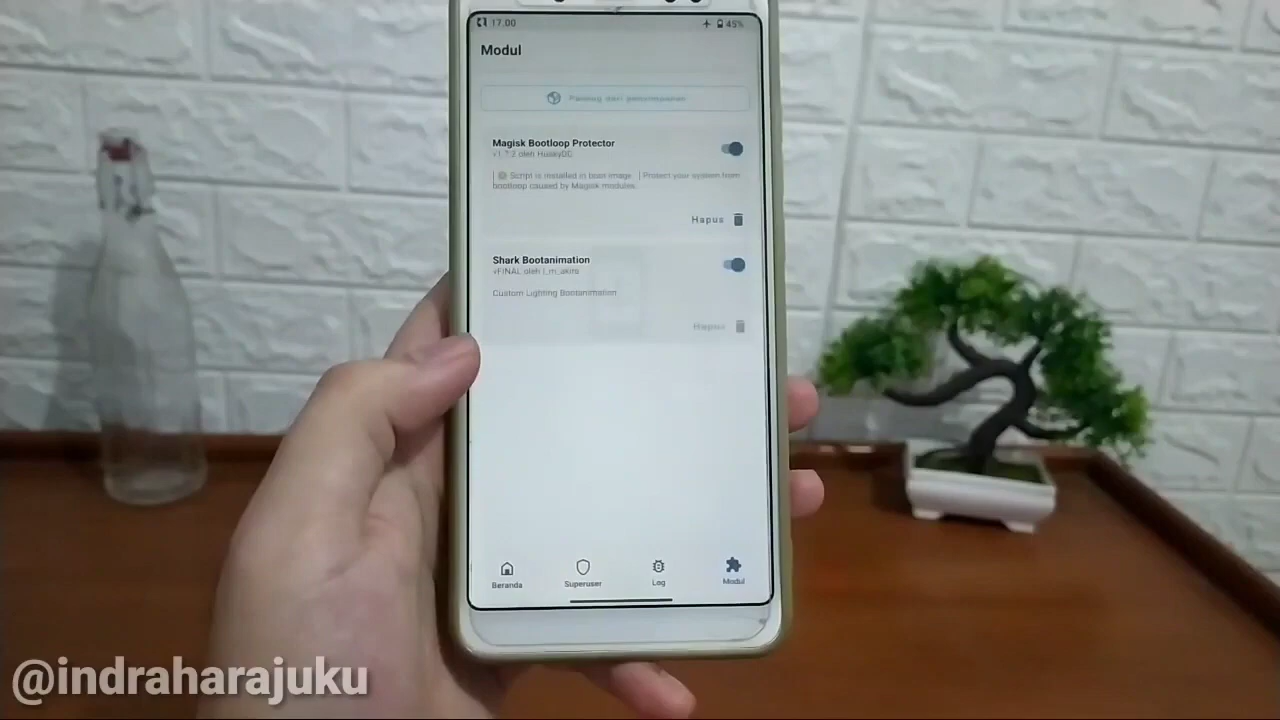 17.00
45%
Modul
Pasang dari penyimpanan
Magisk Bootloop Protector
v1.7.2 oleh HuskyDG
| Script is installed in boot image. | Protect your system from
bootloop caused by Magisk modules.
Hapus
Shark Bootanimation
vFINAL oleh i_m_akira
Custom Lighting Bootanimation
Hapus
Beranda
Superuser
Log
Modul
@indraharajuku